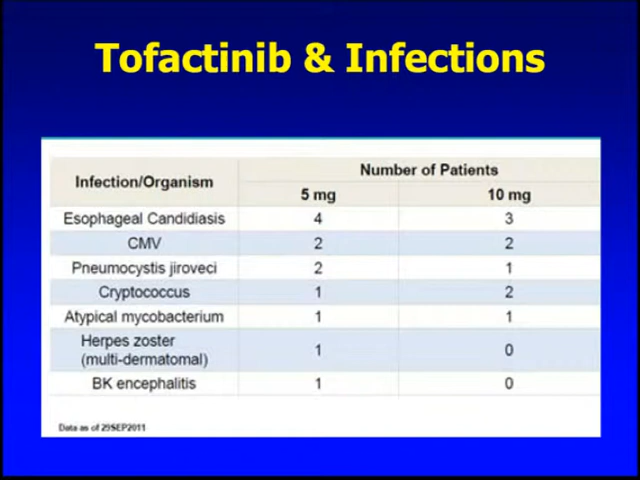 Tofactinib & Infections
Infection/Organism
Number of Patients
5 mg 10 mg
Esophageal Candidiasis 4 3
CMV 2 2
Pneumocystis jiroveci 2 1
Cryptococcus 1 2
Atypical mycobacterium 1 1
Herpes zoster
(multi-dermatomal) 1 0
BK encephalitis 1 0
Data as of 29SEP2011